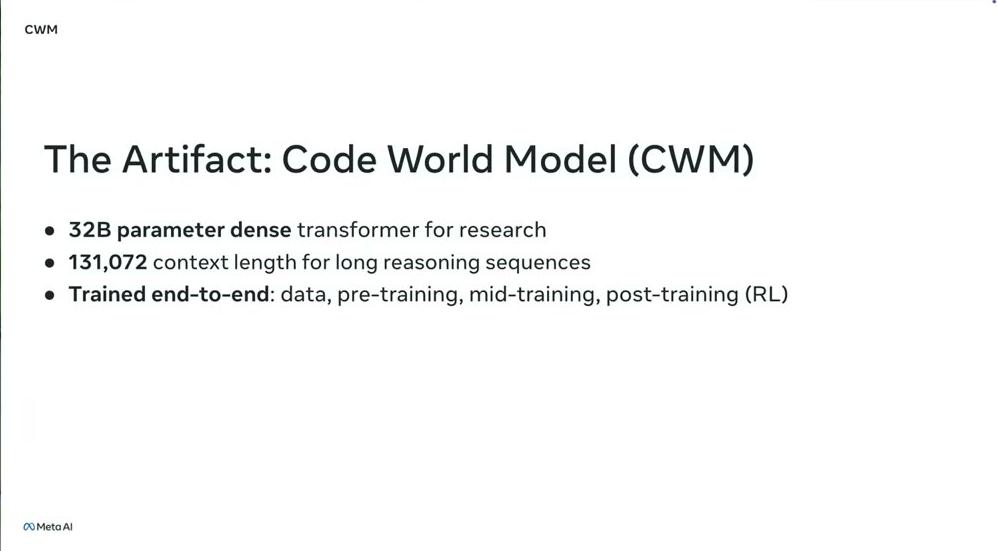 CWM
The Artifact: Code World Model (CWM)
● 32B parameter dense transformer for research
● 131,072 context length for long reasoning sequences
● Trained end-to-end: data, pre-training, mid-training, post-training (RL)
Meta AI